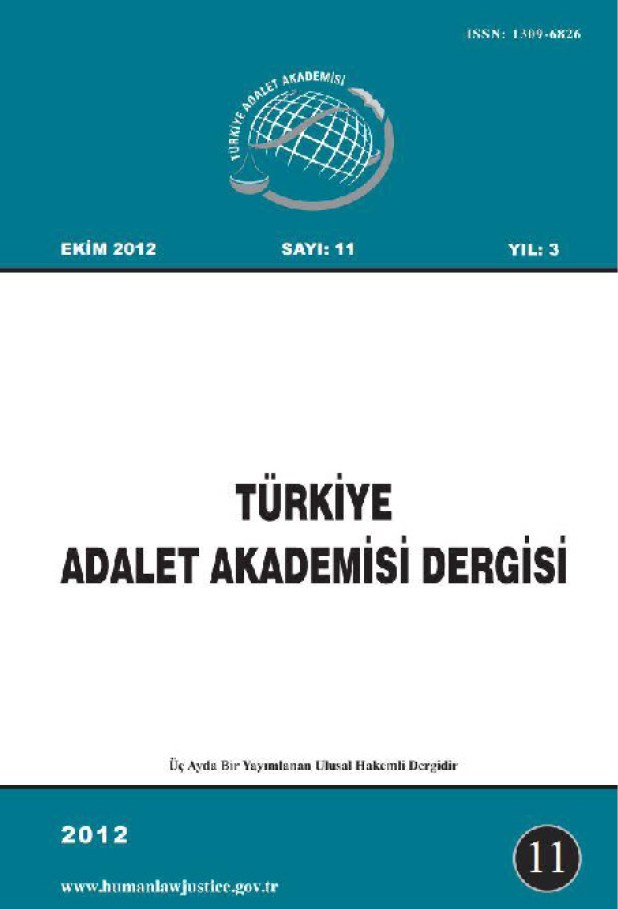 ISSN: 1309-6826
TÜRKİYE ADALET AKADEMİSİ
EKİM 2012 SAYI: 11 YIL: 3
TÜRKİYE
ADALET AKADEMİSİ DERGİSİ
Üç Ayda Bir Yayımlanan Ulusal Hakemli Dergidir
2012
11
www.humanlawjustice.gov.tr